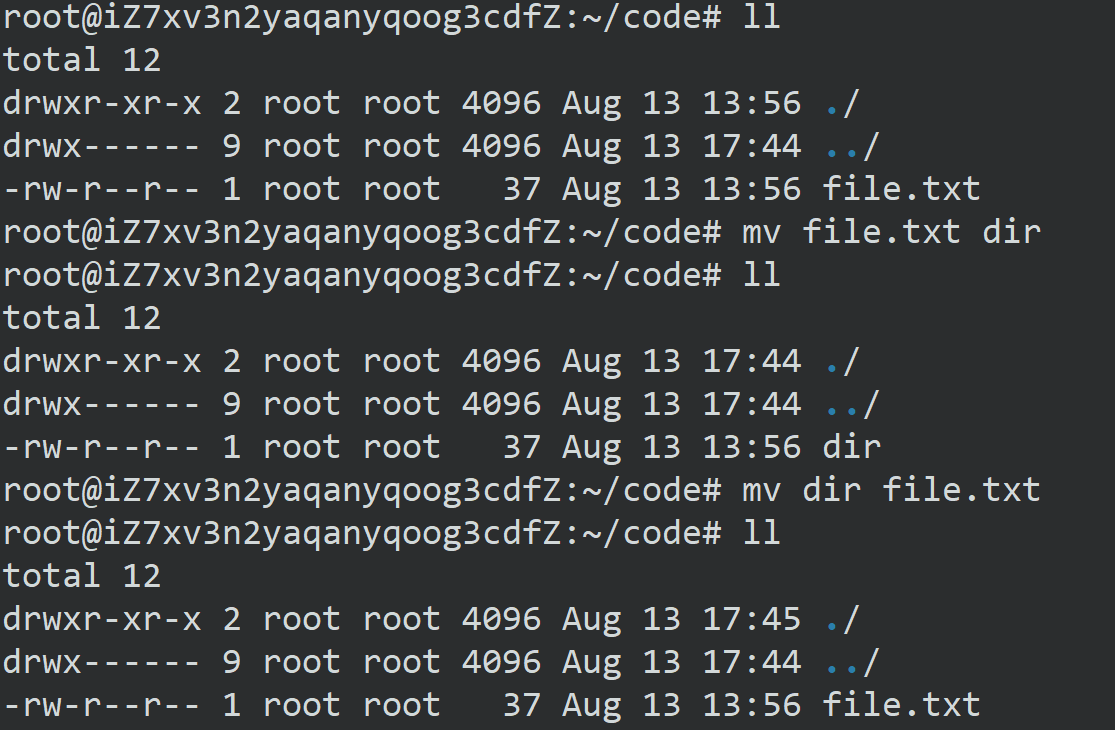 root@iZ7xv3n2yaqanyqoog3cdfZ:~/code# ll
total 12
drwxr-xr-x 2 root root 4096 Aug 13 13:56 ./
drwx------ 9 root root 4096 Aug 13 17:44 ../
-rw-r--r-- 1 root root   37 Aug 13 13:56 file.txt
root@iZ7xv3n2yaqanyqoog3cdfZ:~/code# mv file.txt dir
root@iZ7xv3n2yaqanyqoog3cdfZ:~/code# ll
total 12
drwxr-xr-x 2 root root 4096 Aug 13 17:44 ./
drwx------ 9 root root 4096 Aug 13 17:44 ../
-rw-r--r-- 1 root root   37 Aug 13 13:56 dir
root@iZ7xv3n2yaqanyqoog3cdfZ:~/code# mv dir file.txt
root@iZ7xv3n2yaqanyqoog3cdfZ:~/code# ll
total 12
drwxr-xr-x 2 root root 4096 Aug 13 17:45 ./
drwx------ 9 root root 4096 Aug 13 17:44 ../
-rw-r--r-- 1 root root   37 Aug 13 13:56 file.txt